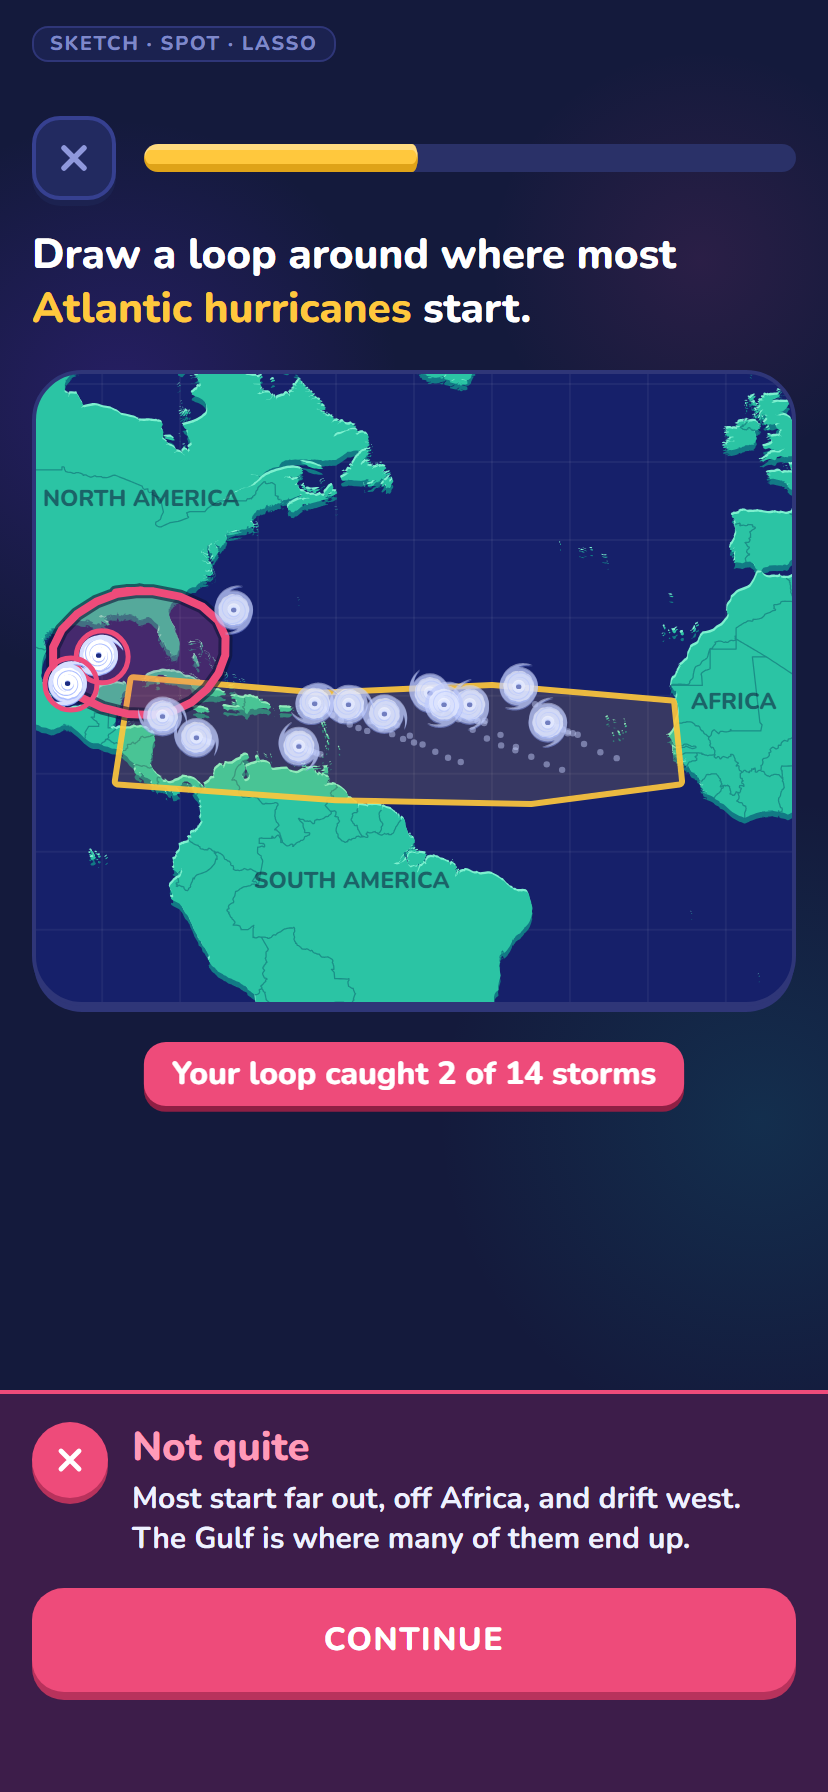 SKETCH · SPOT · LASSO
Draw a loop around where most
Atlantic hurricanes start.
NORTH AMERICA
AFRICA
SOUTH AMERICA
Your loop caught 2 of 14 storms
Not quite
Most start far out, off Africa, and drift west.
The Gulf is where many of them end up.
CONTINUE